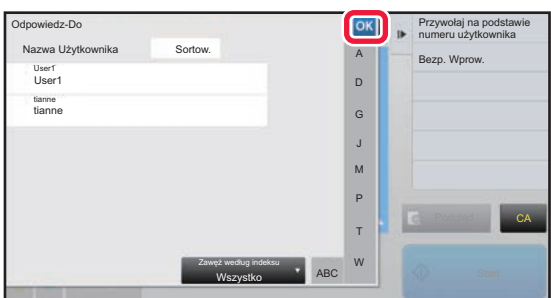 Odpowiedz-Do
OK
Nazwa Użytkownika
Sortow.
User1
User1
tianne
tianne
A
D
G
J
M
P
T
W
Zawęź według indeksu
Wszystko
ABC
Przywołaj na podstawie
numeru użytkownika
Bezp. Wprow.
CA
Start